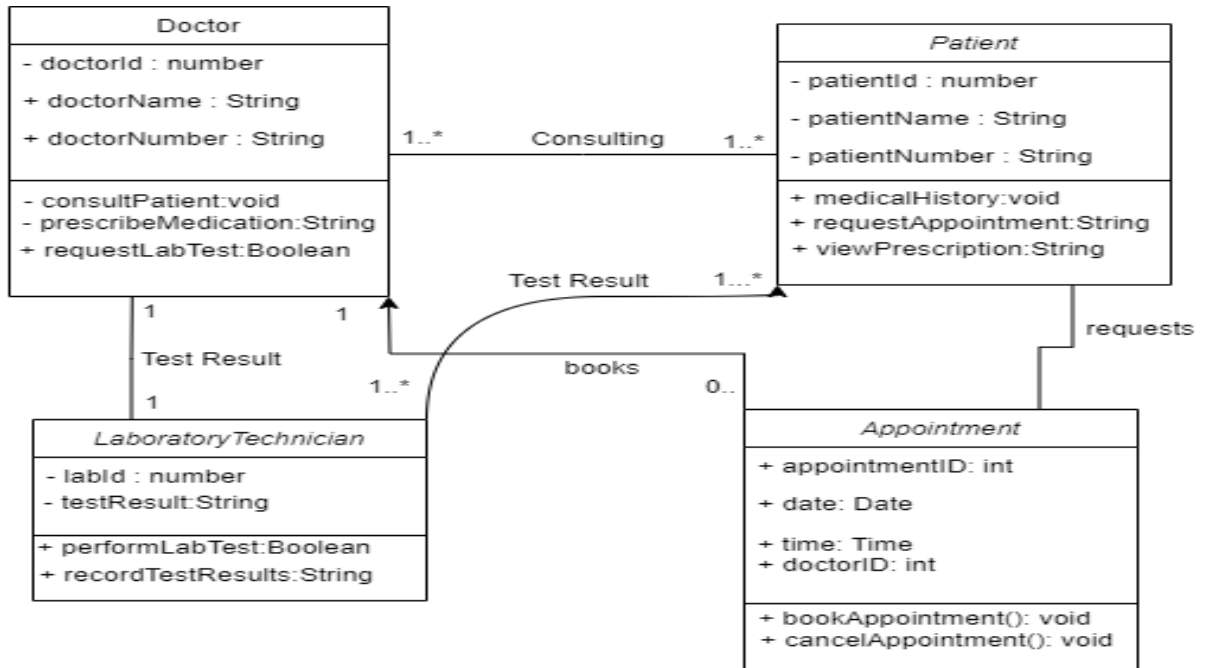 Doctor
- doctorId : number
+ doctorName : String
+ doctorNumber : String
- consultPatient:void
- prescribeMedication:String
+ requestLabTest:Boolean
1..*
Consulting
1..*
Patient
- patientId : number
- patientName : String
- patientNumber : String
+ medicalHistory:void
+ requestAppointment:String
+ viewPrescription:String
Test Result
1...*
1
1
requests
Test Result
books
1
1..*
0..
LaboratoryTechnician
- labId : number
- testResult:String
+ performLabTest:Boolean
+ recordTestResults:String
Appointment
+ appointmentID: int
+ date: Date
+ time: Time
+ doctorID: int
+ bookAppointment(): void
+ cancelAppointment(): void